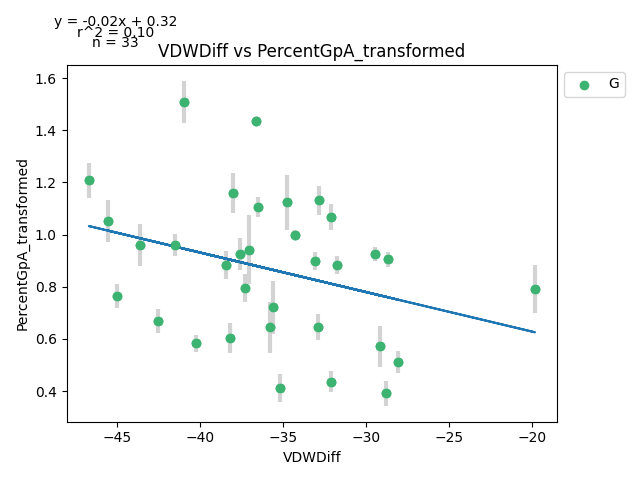 y = -0.02x + 0.32
r^2 = 0.10
n = 33
VDWDiff vs PercentGpA_transformed
G
PercentGpA_transformed
1.6
1.4
1.2
1.0
0.8
0.6
0.4
−45
−40
−35
−30
−25
−20
VDWDiff